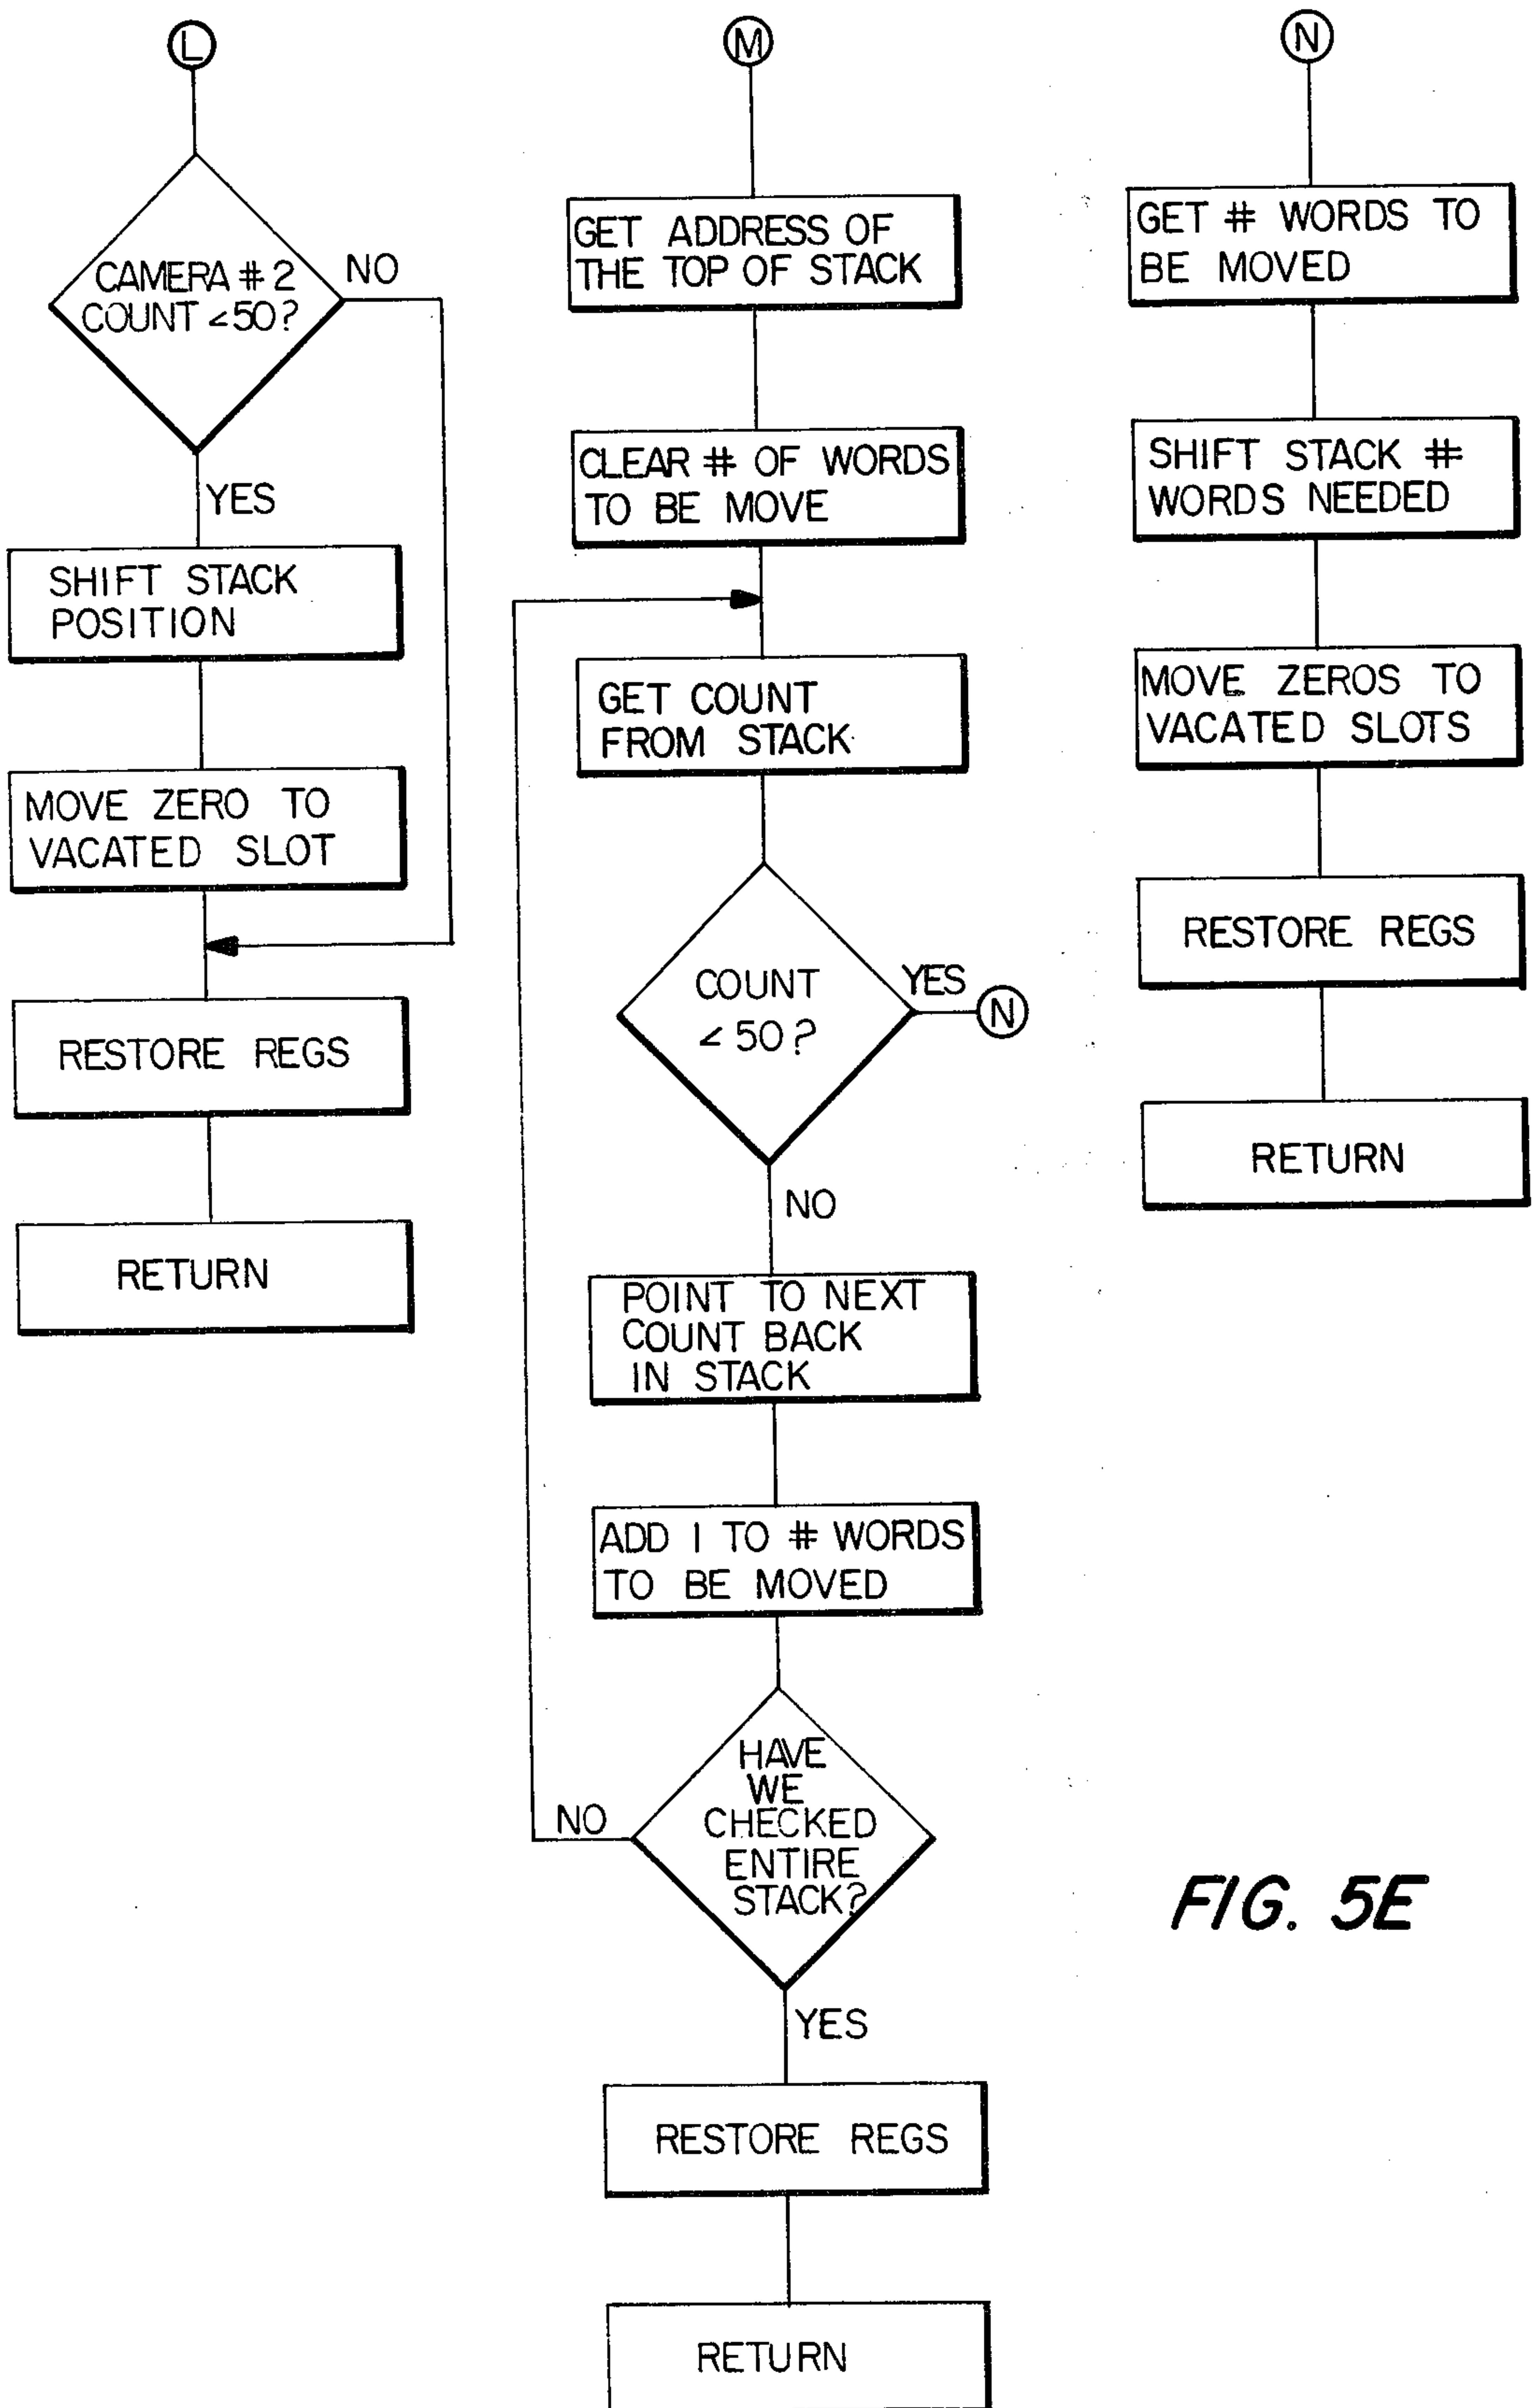 L
CAMERA # 2
COUNT <50?
NO
YES
SHIFT STACK
POSITION
MOVE ZERO TO
VACATED SLOT
RESTORE REGS
RETURN
M
GET ADDRESS OF
THE TOP OF STACK
CLEAR # OF WORDS
TO BE MOVE
GET COUNT
FROM STACK
COUNT
< 50?
YES
N
NO
POINT TO NEXT
COUNT BACK
IN STACK
ADD 1 TO # WORDS
TO BE MOVED
HAVE
WE
CHECKED
ENTIRE
STACK?
NO
YES
RESTORE REGS
RETURN
N
GET # WORDS TO
BE MOVED
SHIFT STACK #
WORDS NEEDED
MOVE ZEROS TO
VACATED SLOTS
RESTORE REGS
RETURN
FIG. 5E